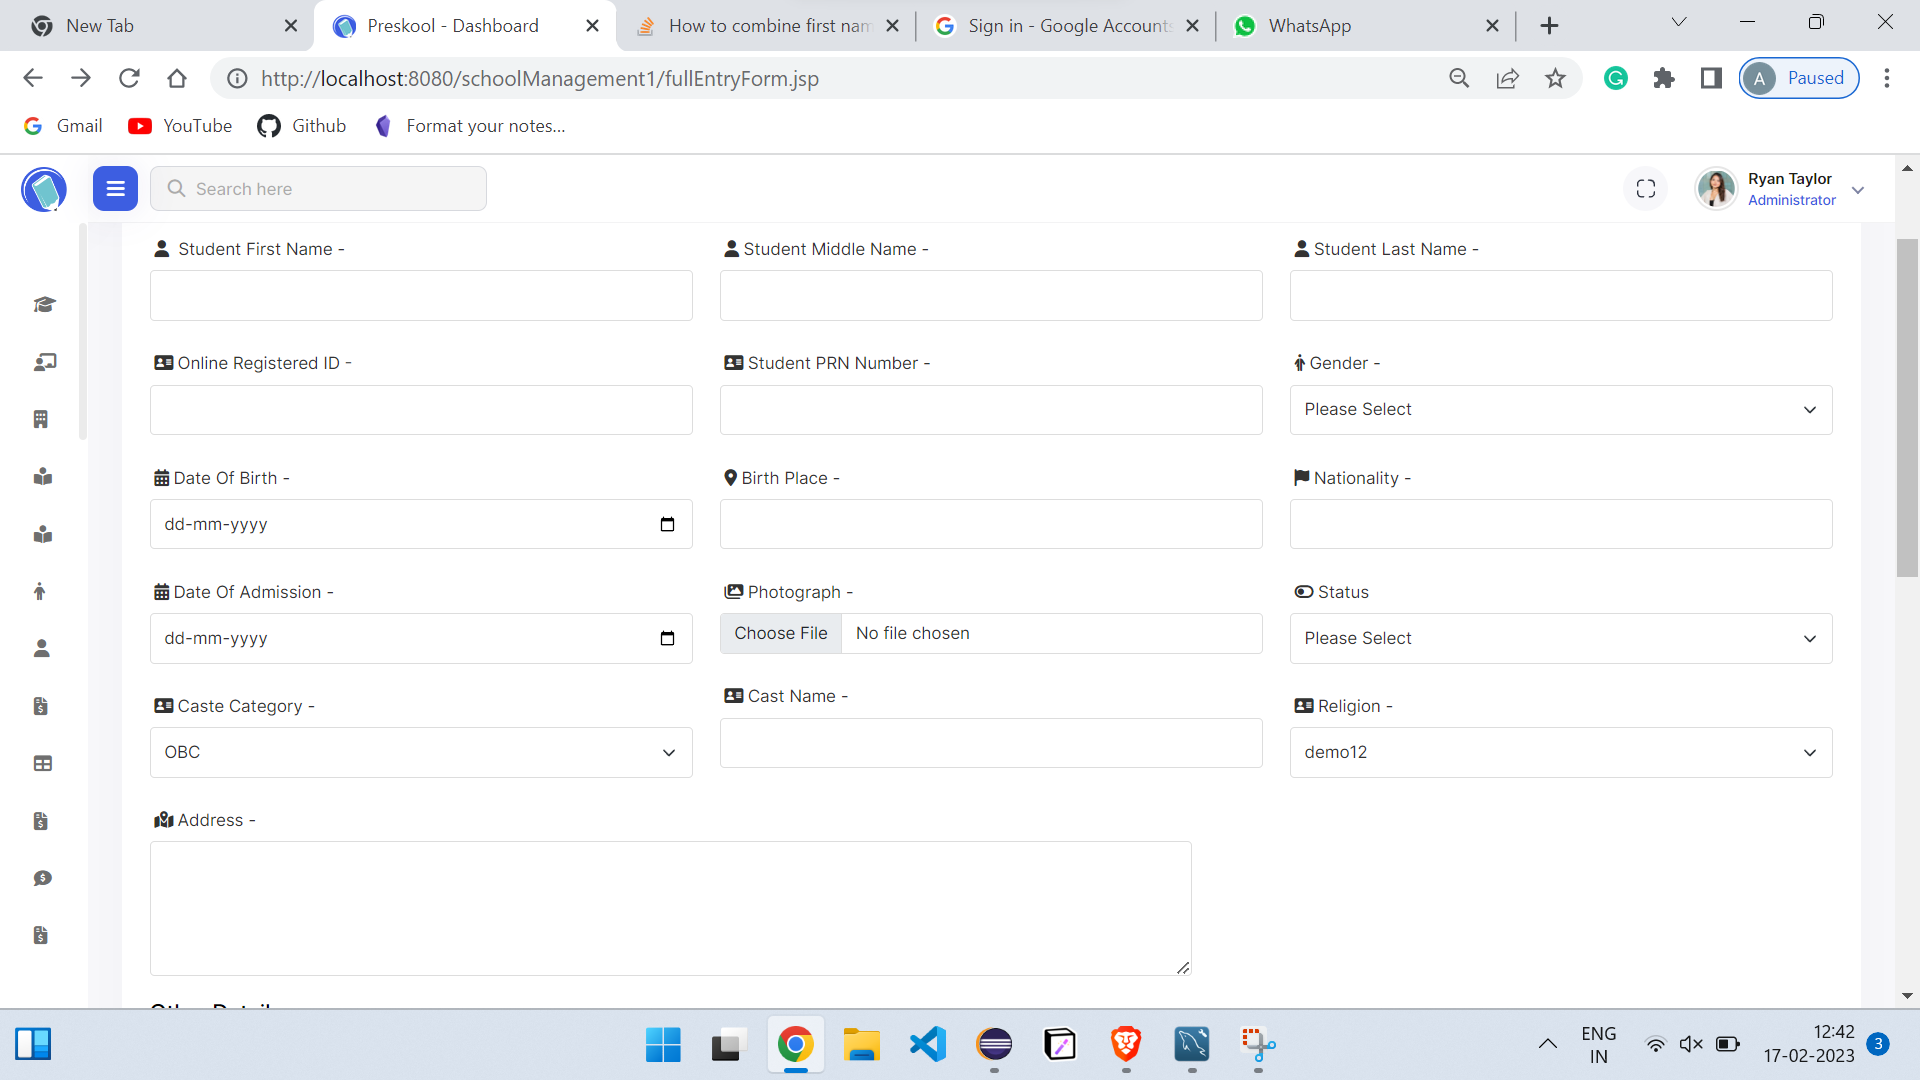 New Tab
Preskool - Dashboard
How to combine first nam
Sign in - Google Accounts
WhatsApp
http://localhost:8080/schoolManagement1/fullEntryForm.jsp
A Paused
Gmail
YouTube
Github
Format your notes...
Search here
Ryan Taylor
Administrator
Student First Name -
Student Middle Name -
Student Last Name -
Online Registered ID -
Student PRN Number -
Gender -
Please Select
Date Of Birth -
Birth Place -
Nationality -
dd-mm-yyyy
Date Of Admission -
Photograph -
Status
dd-mm-yyyy
Choose File No file chosen
Please Select
Caste Category -
Cast Name -
Religion -
OBC
demo12
Address -
ENG
IN
12:42
17-02-2023
3